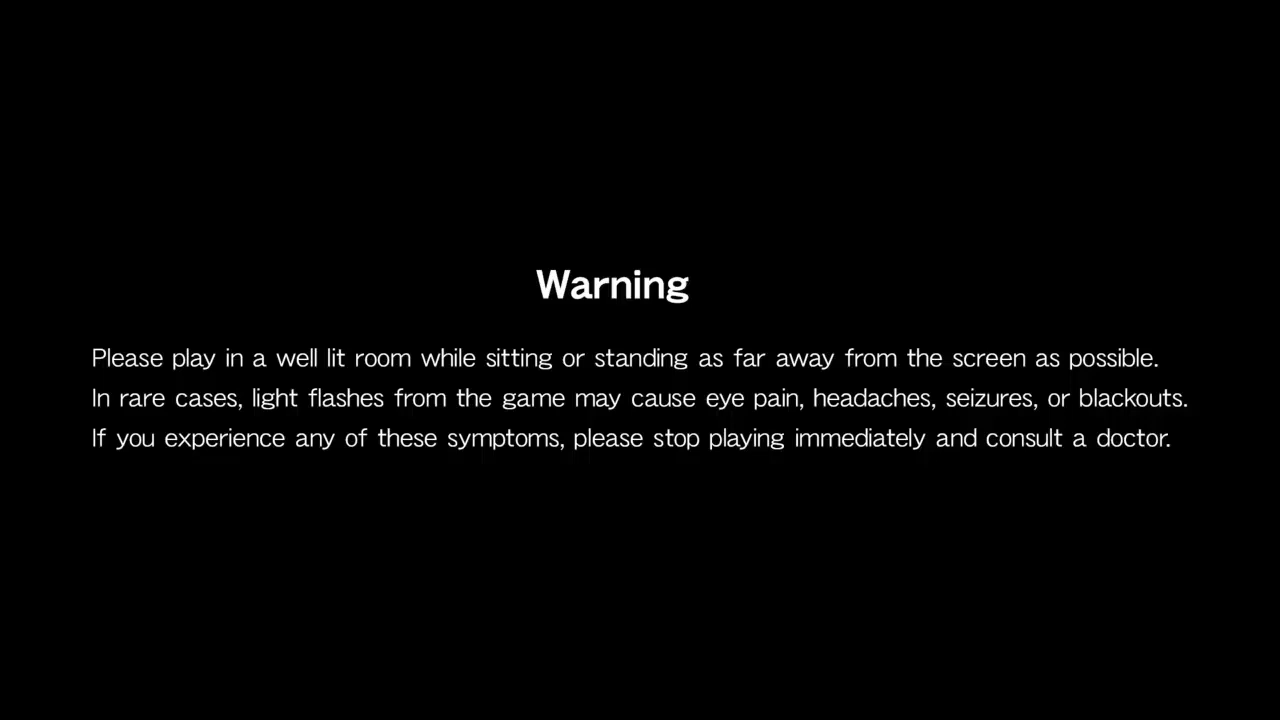 Warning
Please play in a well lit room while sitting or standing as far away from the screen as possible.
In rare cases, light flashes from the game may cause eye pain, headaches, seizures, or blackouts.
If you experience any of these symptoms, please stop playing immediately and consult a doctor.